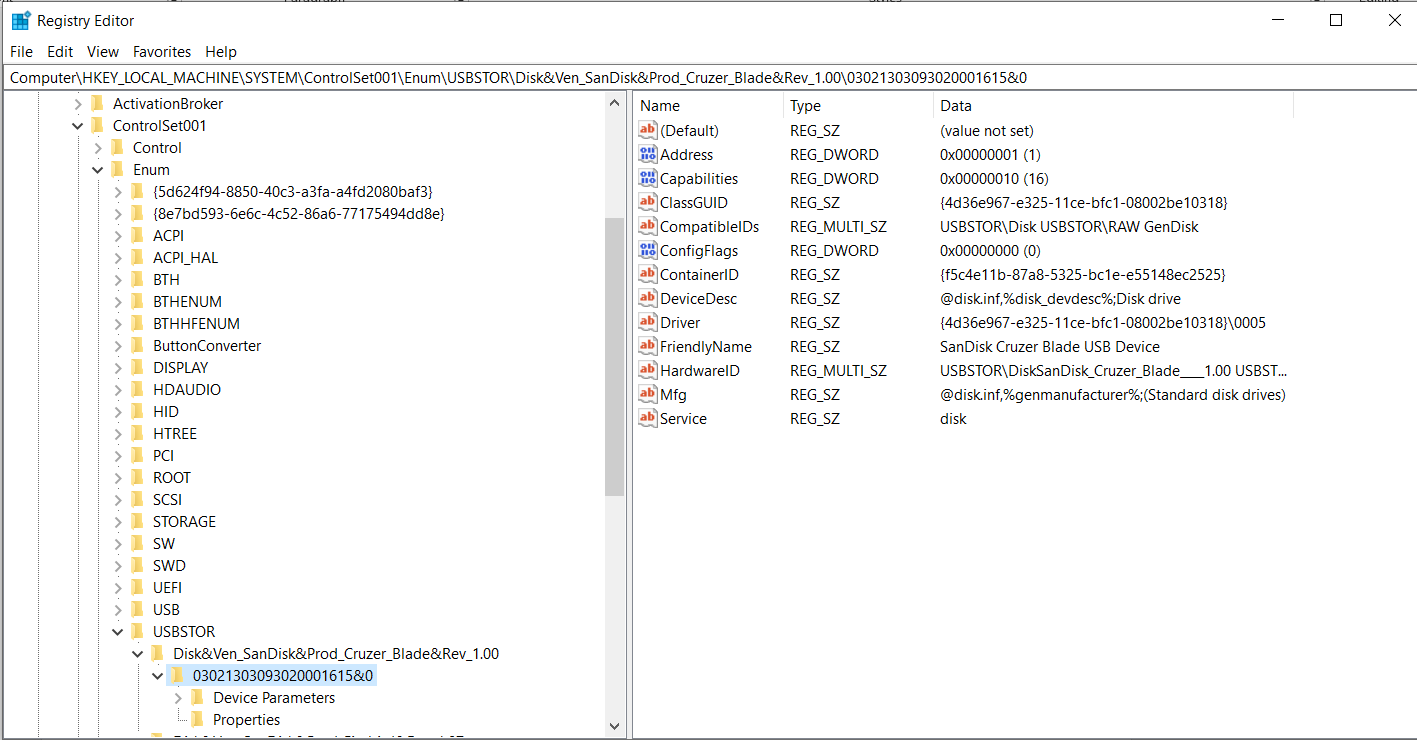 Registry Editor
File Edit View Favorites Help
Computer\HKEY_LOCAL_MACHINE\SYSTEM\ControlSet001\Enum\USBSTOR\Disk&Ven_SanDisk&Prod_Cruzer_Blade&Rev_1.00\03021303093020001615&0
ActivationBroker
ControlSet001
Control
Enum
{5d624f94-8850-40c3-a3fa-a4fd2080baf3}
{8e7bd593-6e6c-4c52-86a6-77175494dd8e}
ACPI
ACPI_HAL
BTH
BTHENUM
BTHHFENUM
ButtonConverter
DISPLAY
HDAUDIO
HID
HTREE
PCI
ROOT
SCSI
STORAGE
SW
SWD
UEFI
USB
USBSTOR
Disk&Ven_SanDisk&Prod_Cruzer_Blade&Rev_1.00
03021303093020001615&0
Device Parameters
Properties
Name Type Data
(Default) REG_SZ (value not set)
Address REG_DWORD 0x00000001 (1)
Capabilities REG_DWORD 0x00000010 (16)
ClassGUID REG_SZ {4d36e967-e325-11ce-bfc1-08002be10318}
CompatibleIDs REG_MULTI_SZ USBSTOR\Disk USBSTOR\RAW GenDisk
ConfigFlags REG_DWORD 0x00000000 (0)
ContainerID REG_SZ {f5c4e11b-87a8-5325-bc1e-e55148ec2525}
DeviceDesc REG_SZ @disk.inf,%disk_devdesc%;Disk drive
Driver REG_SZ {4d36e967-e325-11ce-bfc1-08002be10318}\0005
FriendlyName REG_SZ SanDisk Cruzer Blade USB Device
HardwareID REG_MULTI_SZ USBSTOR\DiskSanDisk_Cruzer_Blade____1.00 USBST...
Mfg REG_SZ @disk.inf,%genmanufacturer%;(Standard disk drives)
Service REG_SZ disk